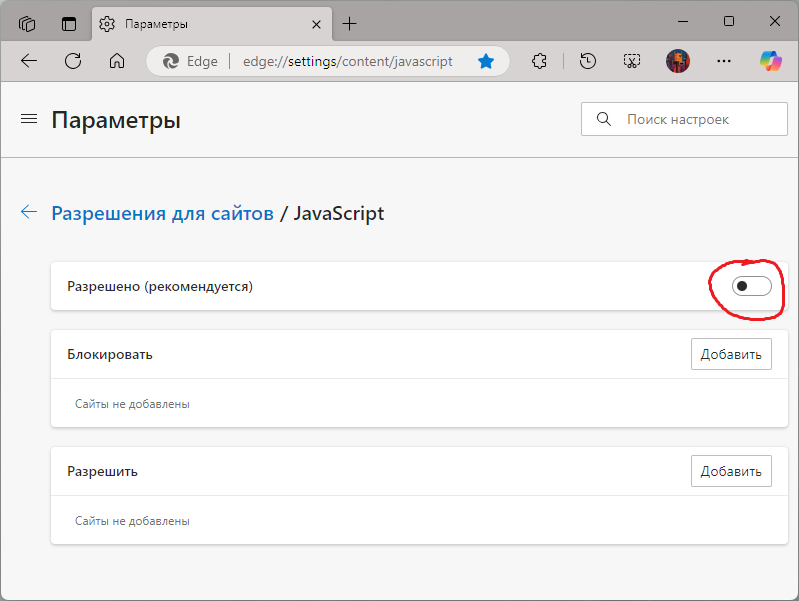 Параметры
Edge edge://settings/content/javascript
Параметры
Поиск настроек
Разрешения для сайтов / JavaScript
Разрешено (рекомендуется)
Блокировать
Добавить
Сайты не добавлены
Разрешить
Добавить
Сайты не добавлены